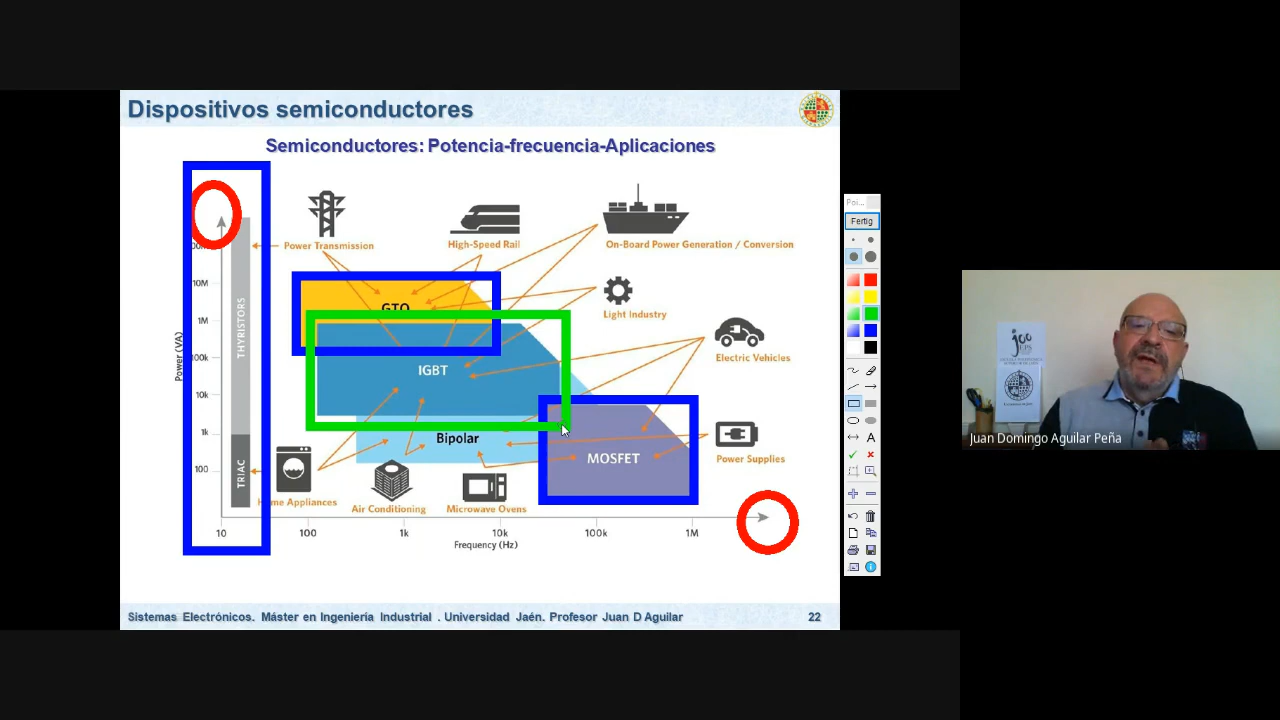 Dispositivos semiconductores
Semiconductores: Potencia-frecuencia-Aplicaciones
Power Transmission
High-Speed Rail
On-Board Power Generation / Conversion
10M
GTO
Light Industry
1M
THYRISTORS
Electric Vehicles
Power (VA)
100k
IGBT
10k
1k
Bipolar
MOSFET
Power Supplies
100
TRIAC
Home Appliances
Air Conditioning
Microwave Ovens
10
100
1k
10k
100k
1M
Frequency (Hz)
Sistemas Electrónicos. Máster en Ingeniería Industrial . Universidad Jaén. Profesor Juan D Aguilar
22
Poi...
Fertig
A
joo
Juan Domingo Aguilar Peña